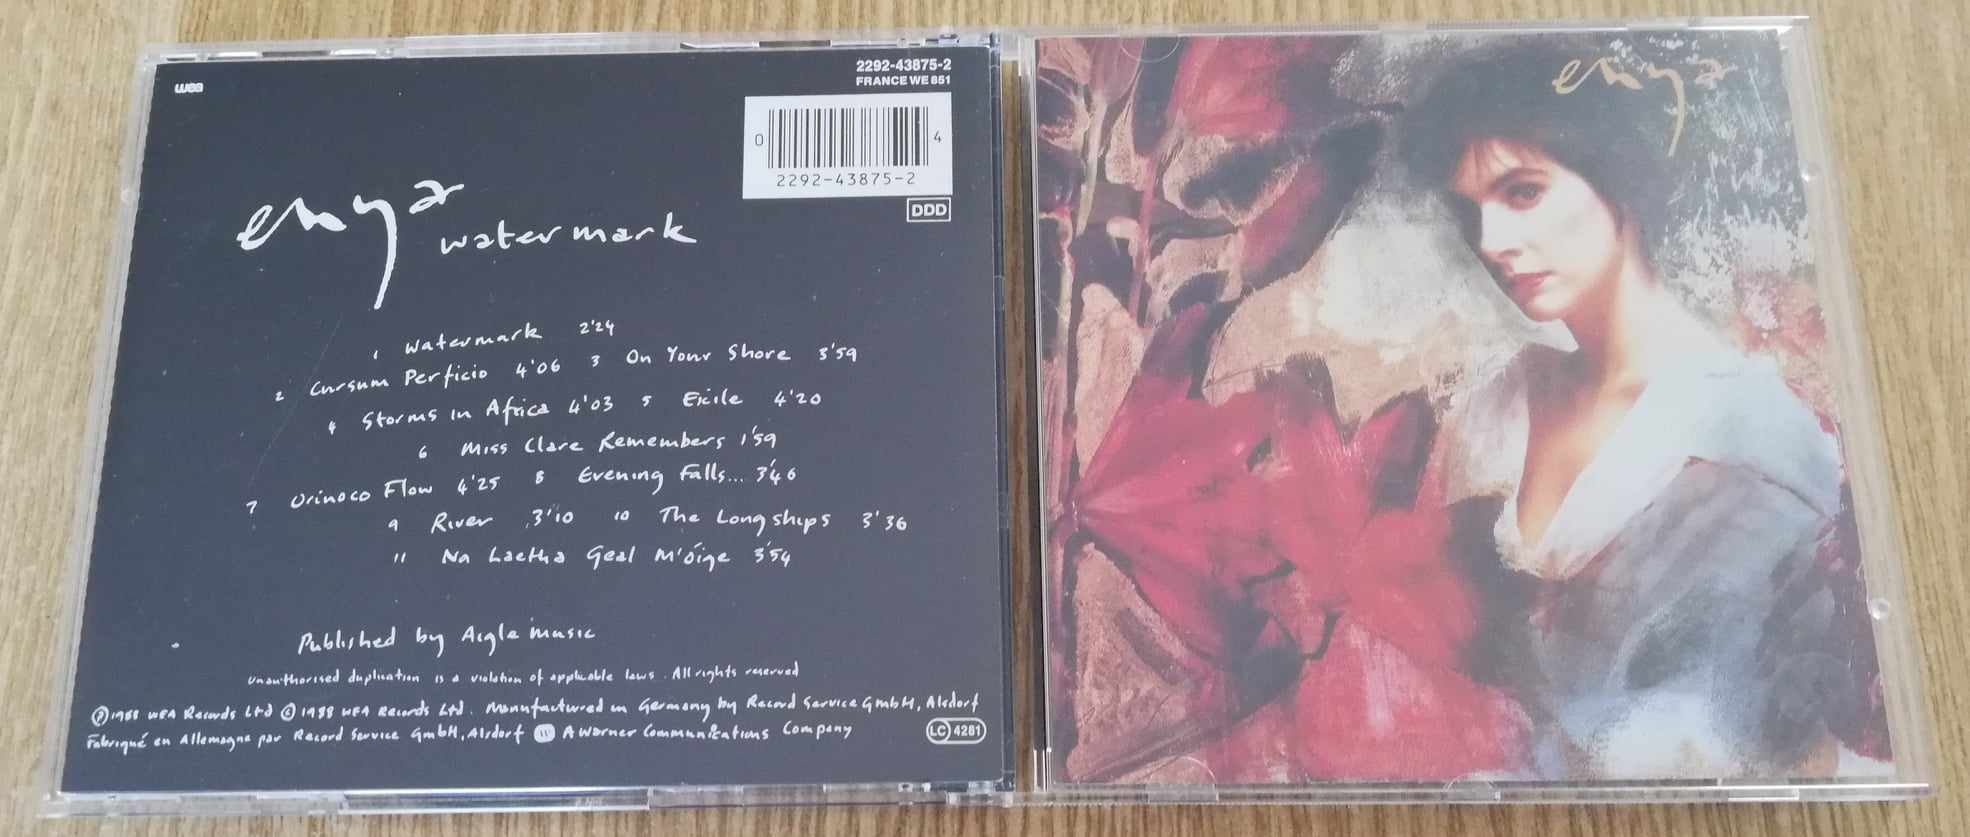 wea
2292-43875-2
FRANCE WE 851
0 4
2292-43875-2
DDD
enya
watermark
1 Watermark 2'24
2 Cursum Perficio 4'06 3 On Your Shore 3'59
4 Storms in Africa 4'03 5 Exile 4'20
6 Miss Clare Remembers 1'59
7 Orinoco Flow 4'25 8 Evening Falls... 3'46
9 River 3'10 10 The Longships 3'36
11 Na Laetha Geal M'óige 3'54
Published by Aigle Music
Unauthorised duplication is a violation of applicable laws. All rights reserved
Ⓟ 1988 WEA Records Ltd © 1988 WEA Records Ltd. Manufactured in Germany by Record Service GmbH, Alsdorf
Fabriqué en Allemagne par Record Service GmbH, Alsdorf A Warner Communications Company
LC 4281
enya